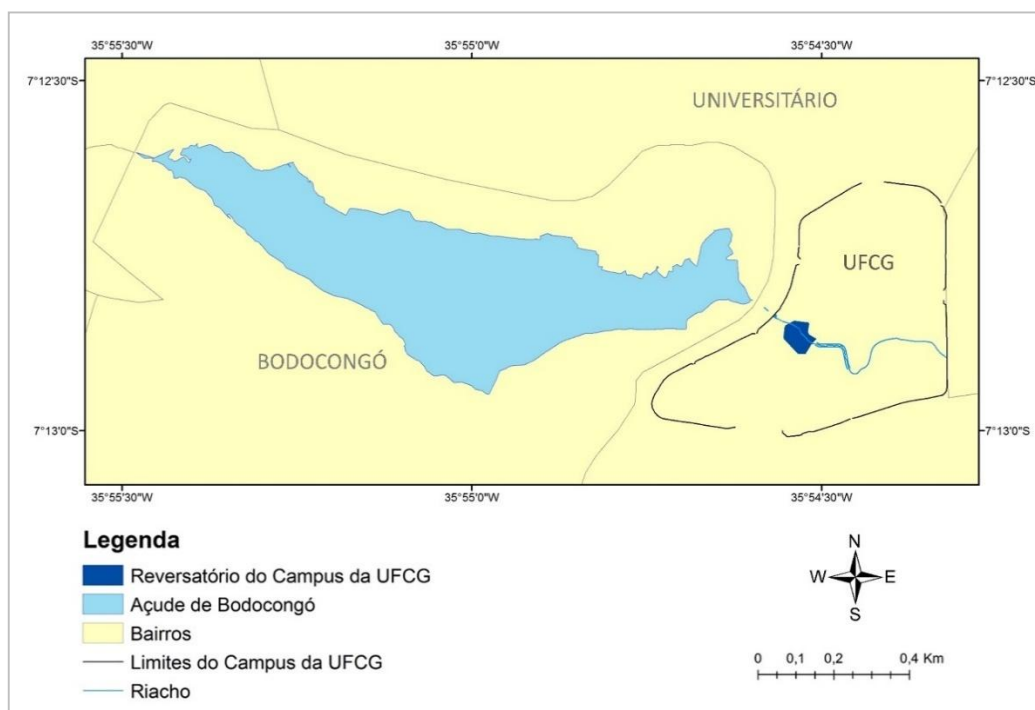 35°55'30"W 35°55'0"W 35°54'30"W
7°12'30"S 7°12'30"S
UNIVERSITÁRIO
UFCG
BODOCONGÓ
7°13'0"S 7°13'0"S
35°55'30"W 35°55'0"W 35°54'30"W
Legenda
Reversatório do Campus da UFCG
Açude de Bodocongó
Bairros
Limites do Campus da UFCG
Riacho
N
W E
S
0 0,1 0,2 0,4 Km